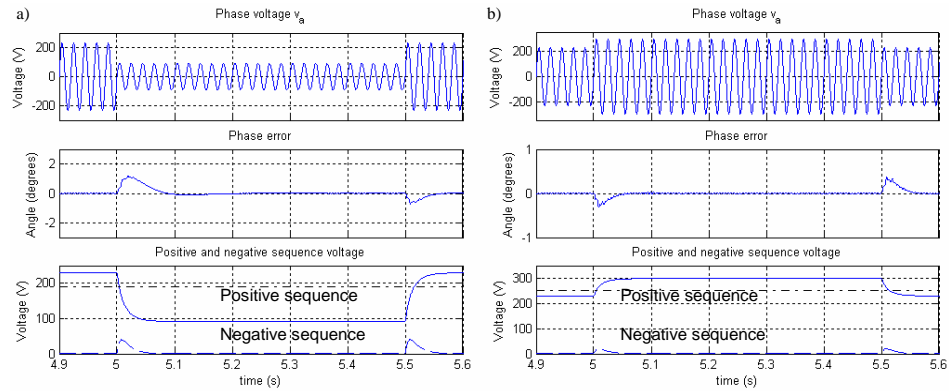 a)
Phase voltage va
Voltage (V)
200
0
-200
Phase error
Angle (degrees)
2
0
-2
Positive and negative sequence voltage
Voltage (V)
200
100
0
Positive sequence
Negative sequence
4.9 5 5.1 5.2 5.3 5.4 5.5 5.6
time (s)
b)
Phase voltage va
Voltage (V)
200
0
-200
Phase error
Angle (degrees)
1
0
-1
Positive and negative sequence voltage
Voltage (V)
300
200
100
0
Positive sequence
Negative sequence
4.9 5 5.1 5.2 5.3 5.4 5.5 5.6
time (s)